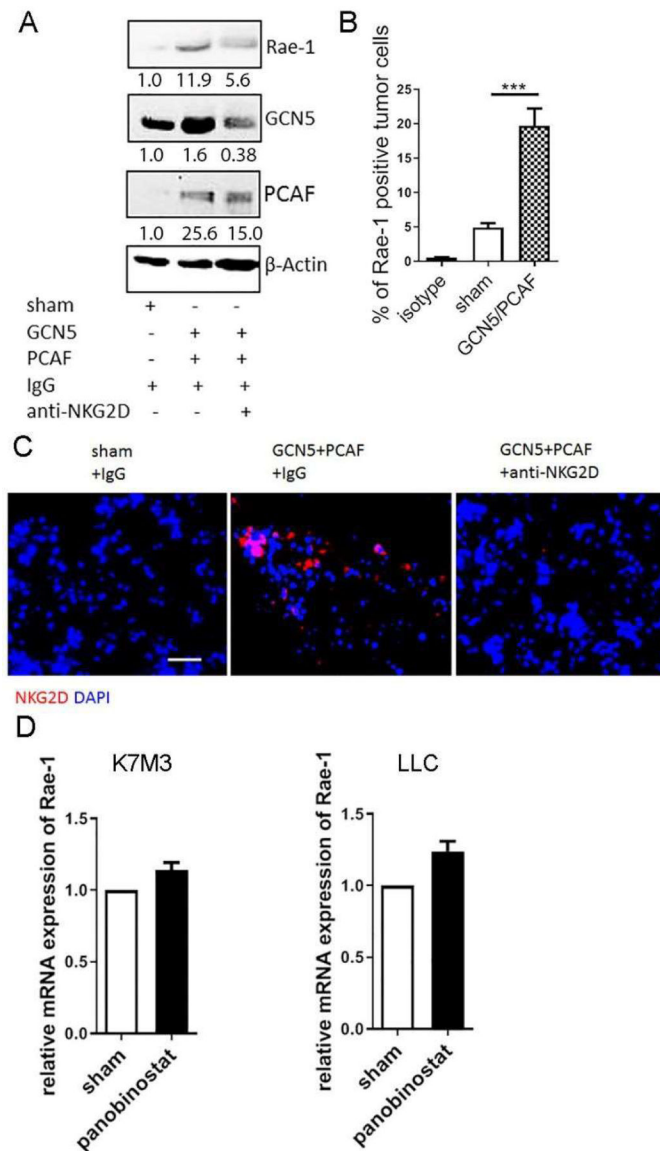 A
Rae-1
1.0 11.9 5.6
GCN5
1.0 1.6 0.38
PCAF
1.0 25.6 15.0
β-Actin
sham + - -
GCN5 - + +
PCAF - + +
IgG + + +
anti-NKG2D - - +
B
% of Rae-1 positive tumor cells
25
20
15
10
5
0
***
isotype
sham
GCN5/PCAF
C
sham
+IgG
GCN5+PCAF
+IgG
GCN5+PCAF
+anti-NKG2D
NKG2D DAPI
D
K7M3
relative mRNA expression of Rae-1
1.5
1.0
0.5
0.0
sham
panobinostat
LLC
relative mRNA expression of Rae-1
1.5
1.0
0.5
0.0
sham
panobinostat